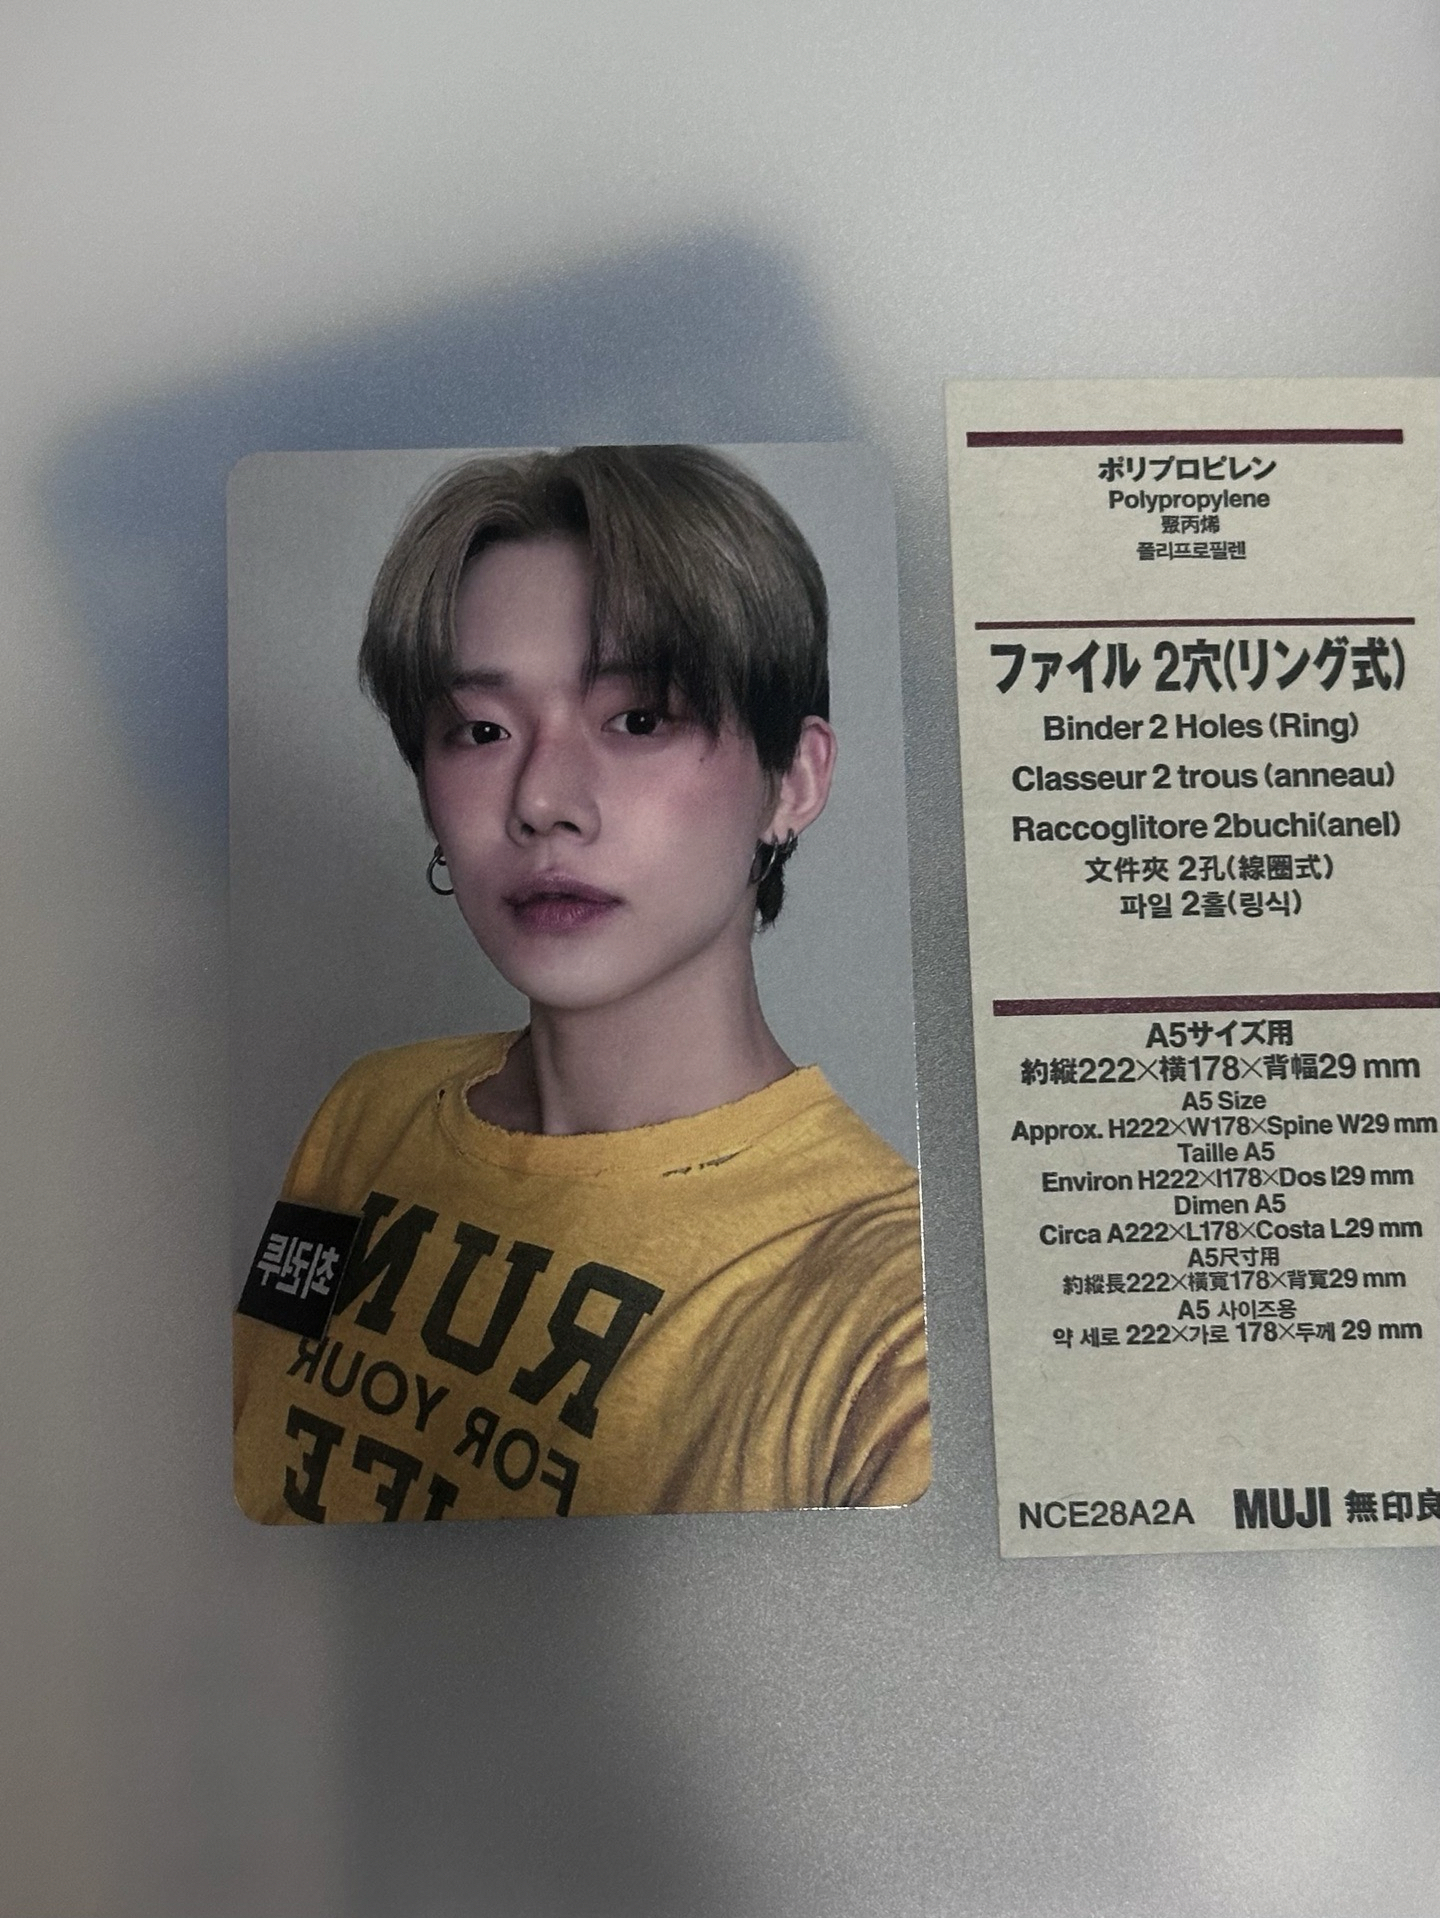 최권루
RUN
FOR YOUR
LIFE
ポリプロピレン
Polypropylene
聚丙烯
폴리프로필렌
ファイル 2穴(リング式)
Binder 2 Holes (Ring)
Classeur 2 trous (anneau)
Raccoglitore 2buchi(anel)
文件夾 2孔(線圈式)
파일 2홀(링식)
A5サイズ用
約縦222×横178×背幅29 mm
A5 Size
Approx. H222×W178×Spine W29 mm
Taille A5
Environ H222×l178×Dos l29 mm
Dimen A5
Circa A222×L178×Costa L29 mm
A5尺寸用
約縱長222×橫寬178×背寬29 mm
A5 사이즈용
약 세로 222×가로 178×두께 29 mm
NCE28A2A MUJI 無印良